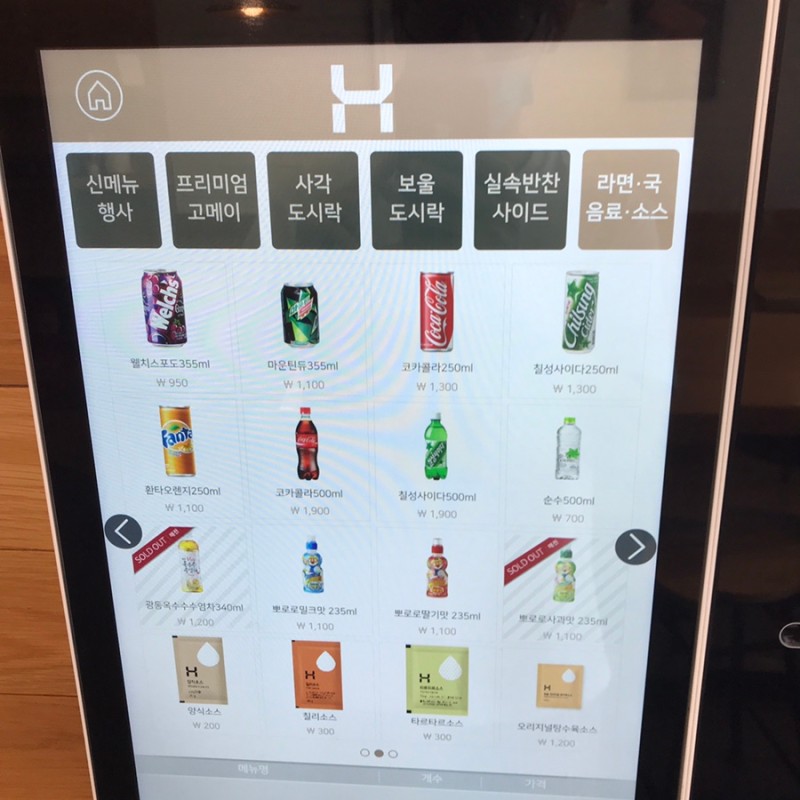 신메뉴
행사
프리미엄
고메이
사각
도시락
보울
도시락
실속반찬
사이드
라면·국
음료·소스
Welch's
Coca-Cola
Chilsung
Cider
웰치스포도355ml
₩ 950
마운틴듀355ml
₩ 1,100
코카콜라250ml
₩ 1,300
칠성사이다250ml
₩ 1,300
Fanta
환타오렌지250ml
₩ 1,100
코카콜라500ml
₩ 1,900
칠성사이다500ml
₩ 1,900
순수500ml
₩ 700
SOLD OUT 매진
SOLD OUT 매진
광동옥수수수염차340ml
₩ 1,200
뽀로로밀크맛 235ml
₩ 1,100
뽀로로딸기맛 235ml
₩ 1,100
뽀로로사과맛 235ml
₩ 1,100
양식소스
₩ 200
칠리소스
₩ 300
타르타르소스
₩ 300
오리지널탕수육소스
₩ 1,200
메뉴명
개수
가격